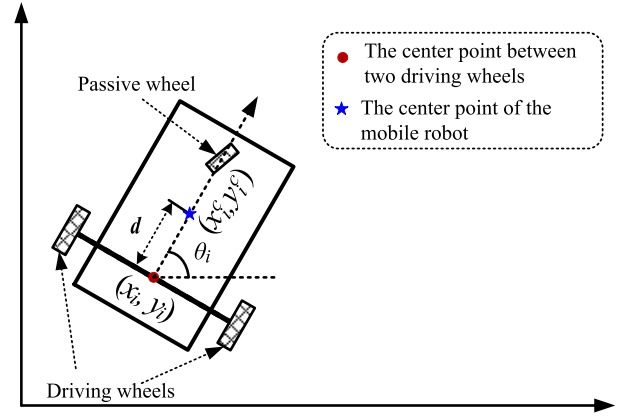 The center point between
two driving wheels
The center point of the
mobile robot
Passive wheel
d
(x_i^c, y_i^c)
θ_i
(x_i, y_i)
Driving wheels